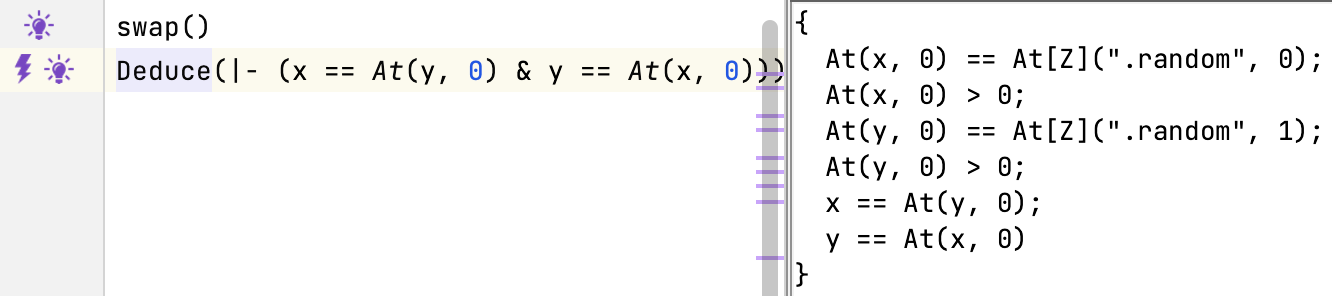 swap()
Deduce(|- (x == At(y, 0) & y == At(x, 0)))
{
At(x, 0) == At[Z](".random", 0);
At(x, 0) > 0;
At(y, 0) == At[Z](".random", 1);
At(y, 0) > 0;
x == At(y, 0);
y == At(x, 0)
}